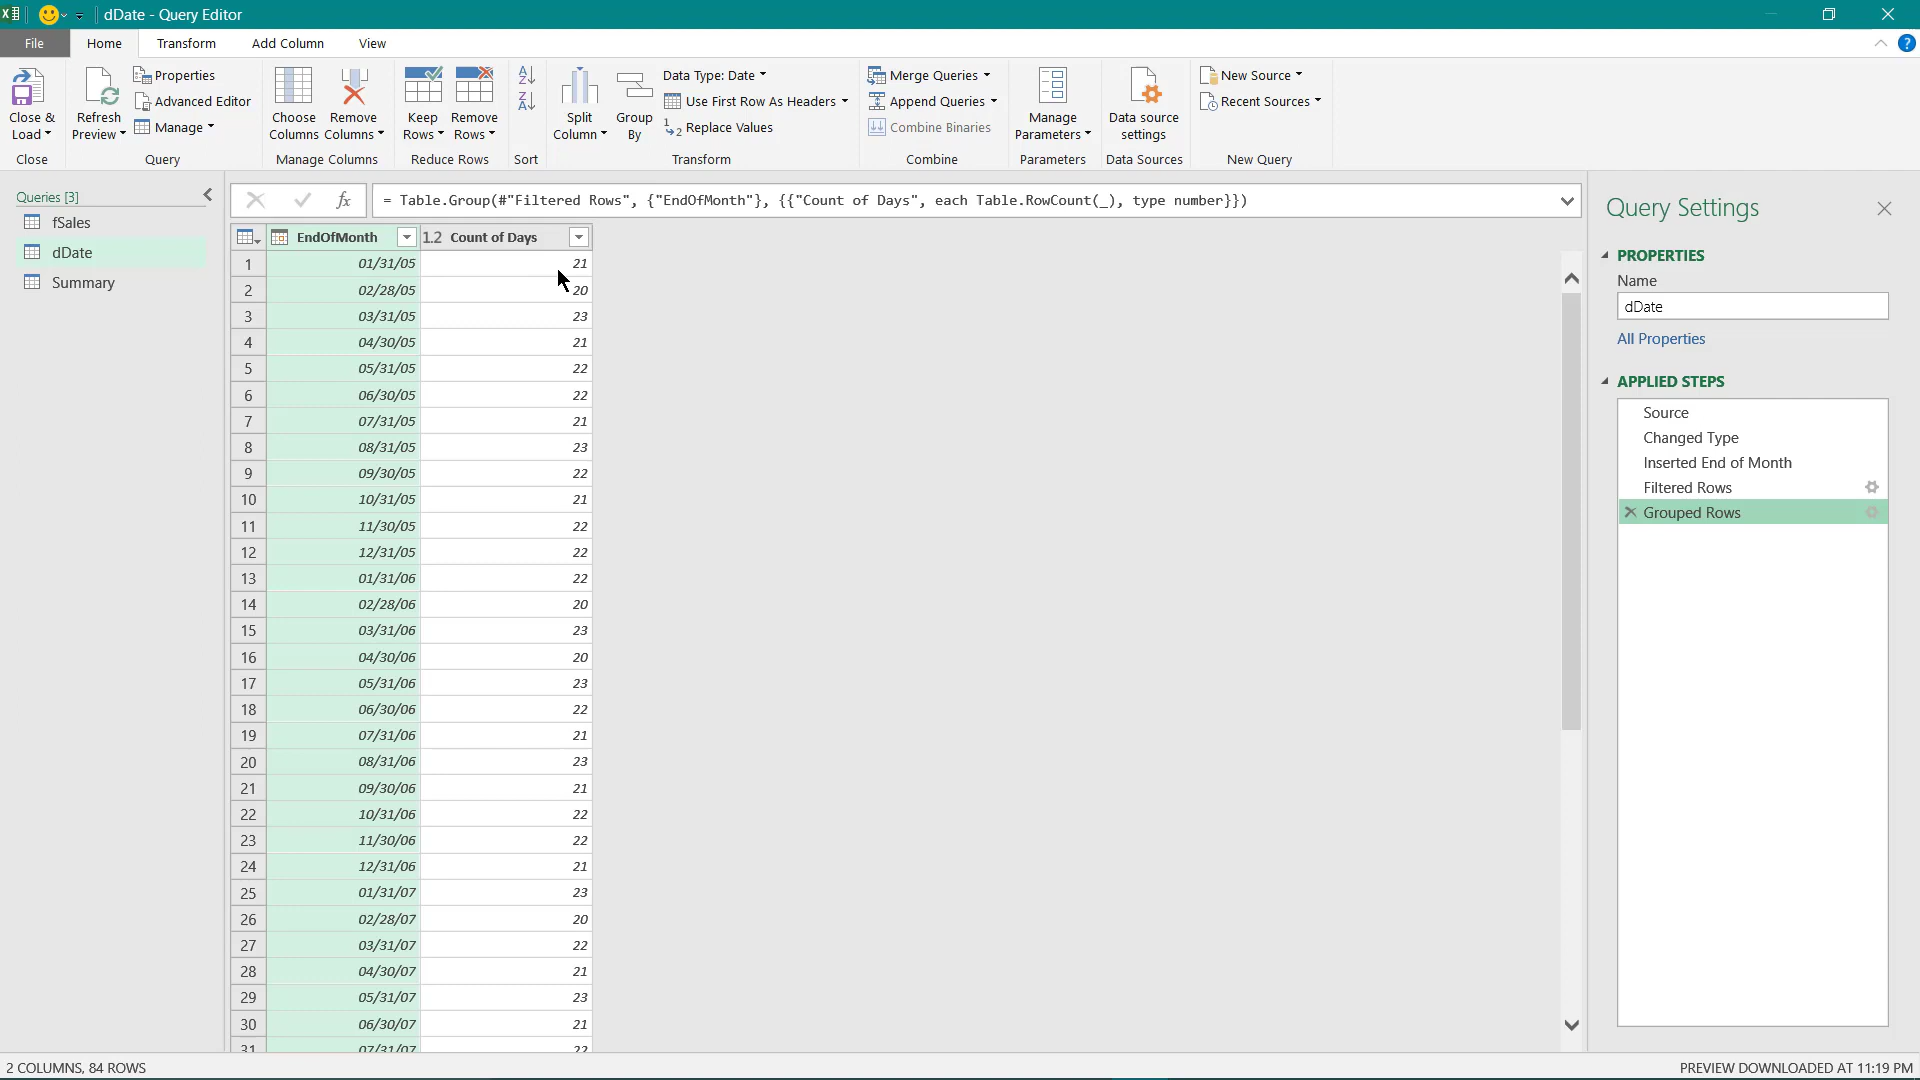 dDate - Query Editor
File Home Transform Add Column View
Close & Load
Close
Refresh Preview
Properties
Advanced Editor
Manage
Query
Choose Columns
Remove Columns
Manage Columns
Keep Rows
Remove Rows
Reduce Rows
Sort
Split Column
Group By
Data Type: Date
Use First Row As Headers
Replace Values
Transform
Merge Queries
Append Queries
Combine Binaries
Combine
Manage Parameters
Parameters
Data source settings
Data Sources
New Source
Recent Sources
New Query
Queries [3]
fSales
dDate
Summary
fx = Table.Group(#"Filtered Rows", {"EndOfMonth"}, {{"Count of Days", each Table.RowCount(_), type number}})
EndOfMonth 1.2 Count of Days
1 01/31/05 21
2 02/28/05 20
3 03/31/05 23
4 04/30/05 21
5 05/31/05 22
6 06/30/05 22
7 07/31/05 21
8 08/31/05 23
9 09/30/05 22
10 10/31/05 21
11 11/30/05 22
12 12/31/05 22
13 01/31/06 22
14 02/28/06 20
15 03/31/06 23
16 04/30/06 20
17 05/31/06 23
18 06/30/06 22
19 07/31/06 21
20 08/31/06 23
21 09/30/06 21
22 10/31/06 22
23 11/30/06 22
24 12/31/06 21
25 01/31/07 23
26 02/28/07 20
27 03/31/07 22
28 04/30/07 21
29 05/31/07 23
30 06/30/07 21
31 07/31/07 22
Query Settings
PROPERTIES
Name
dDate
All Properties
APPLIED STEPS
Source
Changed Type
Inserted End of Month
Filtered Rows
Grouped Rows
2 COLUMNS, 84 ROWS
PREVIEW DOWNLOADED AT 11:19 PM